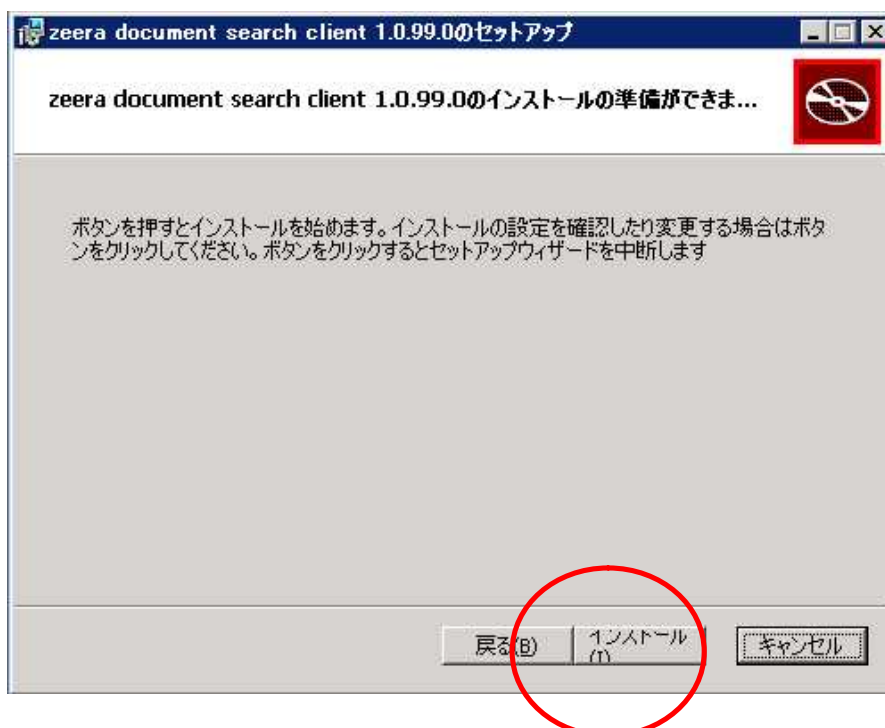 zeera document search client 1.0.99.0のセットアップ
zeera document search client 1.0.99.0のインストールの準備ができま...
ボタンを押すとインストールを始めます。インストールの設定を確認したり変更する場合はボタ
ンをクリックしてください。ボタンをクリックするとセットアップウィザードを中断します
戻る(B)
インストール
(I)
キャンセル